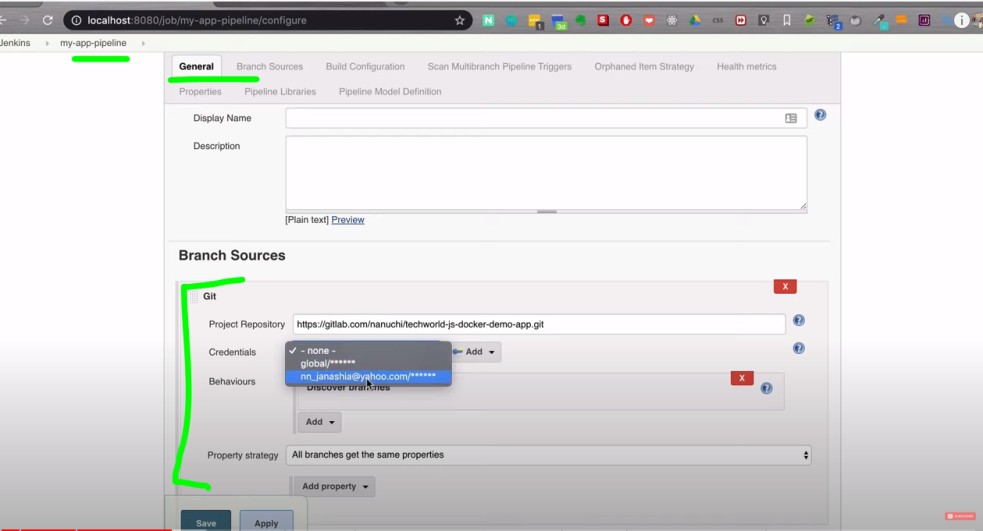 localhost:8080/job/my-app-pipeline/configure
css
3d
2
Jenkins
my-app-pipeline
General
Branch Sources
Build Configuration
Scan Multibranch Pipeline Triggers
Orphaned Item Strategy
Health metrics
Properties
Pipeline Libraries
Pipeline Model Definition
Display Name
Description
[Plain text] Preview
Branch Sources
X
Git
Project Repository
https://gitlab.com/nanuchi/techworld-js-docker-demo-app.git
Credentials
- none -
Add
global/******
nn_janashia@yahoo.com/******
Behaviours
X
Discover branches
Add
Property strategy
All branches get the same properties
Add property
Save
Apply